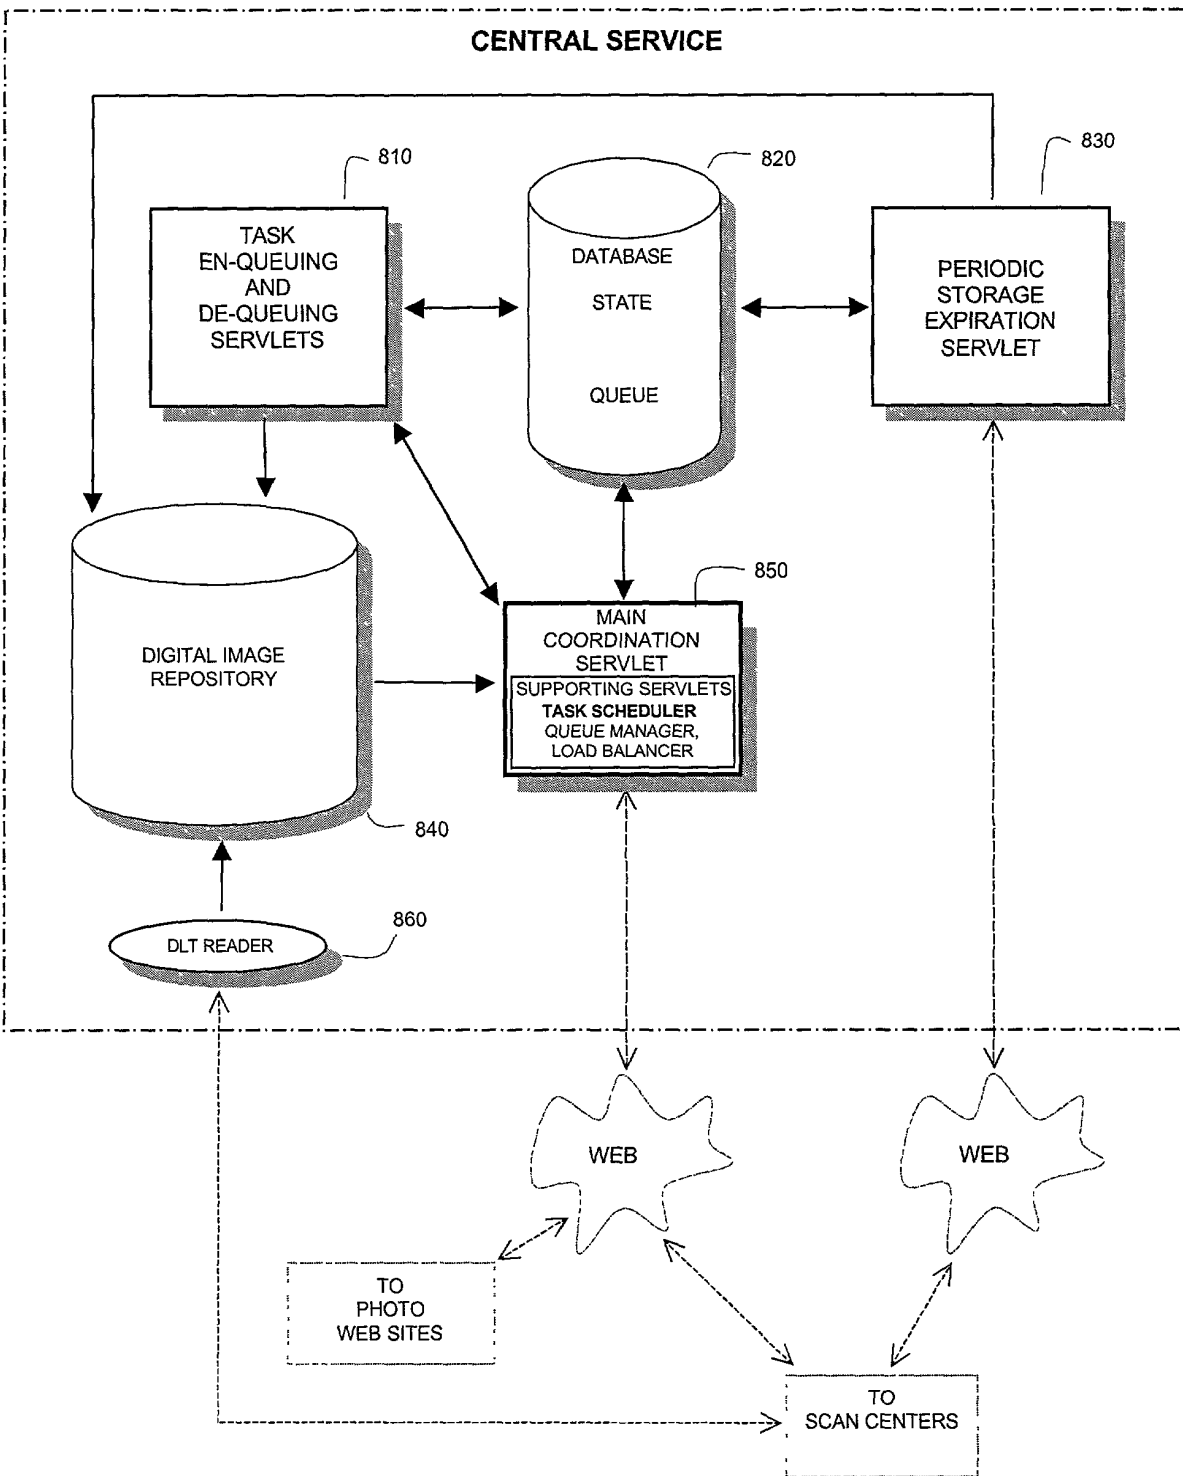 CENTRAL SERVICE
810
820
830
TASK
EN-QUEUING
AND
DE-QUEUING
SERVLETS
DATABASE
STATE
QUEUE
PERIODIC
STORAGE
EXPIRATION
SERVLET
850
MAIN
COORDINATION
SERVLET
SUPPORTING SERVLETS
TASK SCHEDULER
QUEUE MANAGER,
LOAD BALANCER
DIGITAL IMAGE
REPOSITORY
840
860
DLT READER
WEB
WEB
TO
PHOTO
WEB SITES
TO
SCAN CENTERS